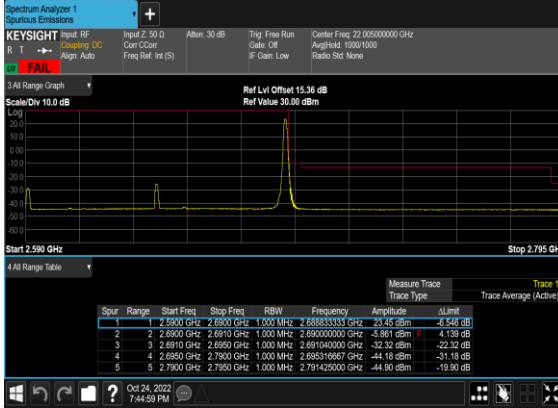 Spectrum Analyzer 1
Spurious Emissions
+
KEYSIGHT Input: RF Input Z: 50 Ω Atten: 30 dB Trig: Free Run Center Freq: 22.005000000 GHz
R T Coupling: DC Corr CCorr Gate: Off Avg|Hold: 1000/1000
Align: Auto Freq Ref: Int (S) IF Gain: Low Radio Std: None
LV FAIL
3 All Range Graph
Ref Lvl Offset 15.36 dB
Scale/Div 10.0 dB Ref Value 30.00 dBm
Log
20.0
10.0
0.00
-10.0
-20.0
-30.0
-40.0
-50.0
-60.0
Start 2.590 GHz Stop 2.795 GH
4 All Range Table
Measure Trace Trace 1
Trace Type Trace Average (Active)
Spur Range Start Freq Stop Freq RBW Frequency Amplitude ΔLimit
1 1 2.5900 GHz 2.6900 GHz 1.000 MHz 2.688833333 GHz 23.45 dBm -6.546 dB
2 2 2.6900 GHz 2.6910 GHz 1.000 MHz 2.690000000 GHz -5.861 dBm F 4.139 dB
3 3 2.6910 GHz 2.6950 GHz 1.000 MHz 2.691040000 GHz -32.32 dBm -22.32 dB
4 4 2.6950 GHz 2.7900 GHz 1.000 MHz 2.695316667 GHz -44.18 dBm -31.18 dB
5 5 2.7900 GHz 2.7950 GHz 1.000 MHz 2.791425000 GHz -44.90 dBm -19.90 dB
? Oct 24, 2022
7:44:59 PM